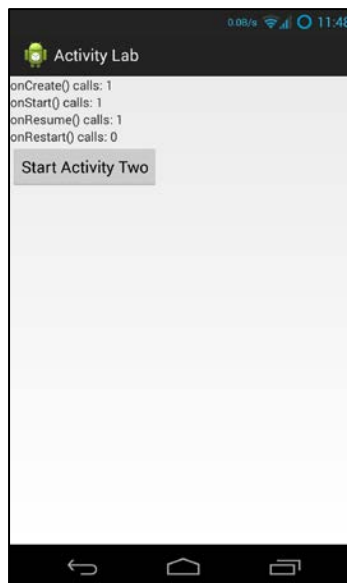 0.0B/s 11:48
Activity Lab
onCreate() calls: 1
onStart() calls: 1
onResume() calls: 1
onRestart() calls: 0
Start Activity Two